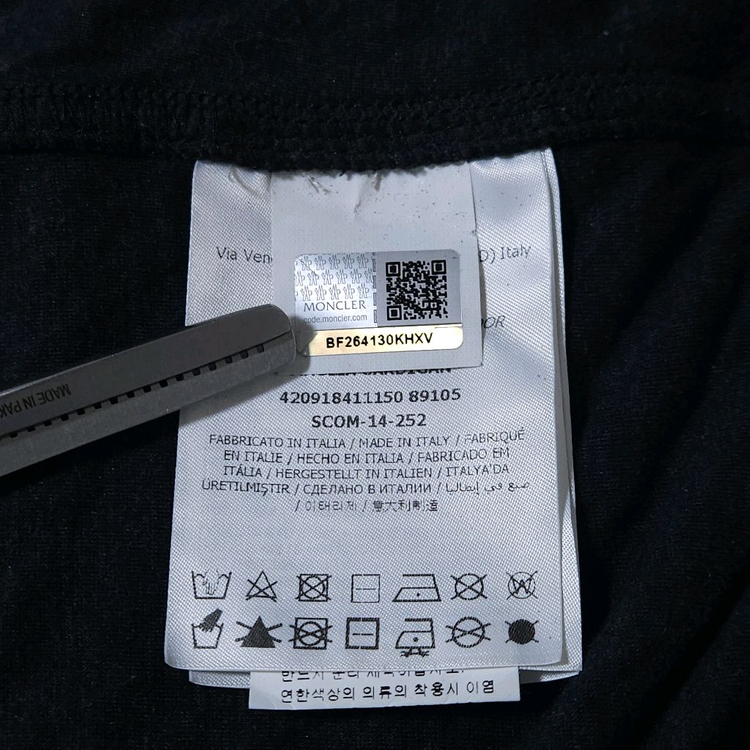 Via Ven
D) Italy
MONCLER
code.moncler.com
BF264130KHXV
MADE IN PAK
420918411150 89105
SCOM-14-252
FABBRICATO IN ITALIA / MADE IN ITALY / FABRIQUÉ
EN ITALIE / HECHO EN ITALIA / FABRICADO EM
ITÁLIA / HERGESTELLT IN ITALIEN / ITALYA'DA
ÜRETILMIŞTIR / СДЕЛАНО В ИТАЛИИ / صنع في إيطاليا
/ 이태리제 / 意大利制造
연한색상의 의류의 착용시 이염